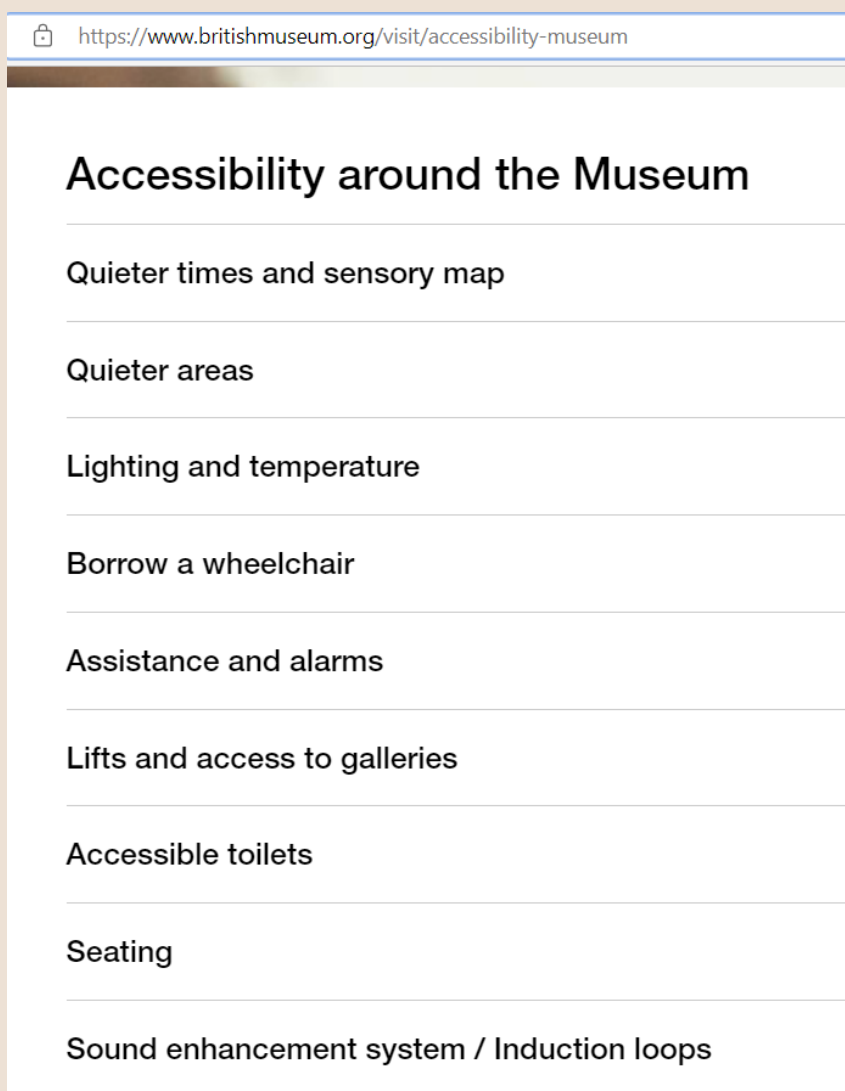 https://www.britishmuseum.org/visit/accessibility-museum
Accessibility around the Museum
Quieter times and sensory map
Quieter areas
Lighting and temperature
Borrow a wheelchair
Assistance and alarms
Lifts and access to galleries
Accessible toilets
Seating
Sound enhancement system / Induction loops